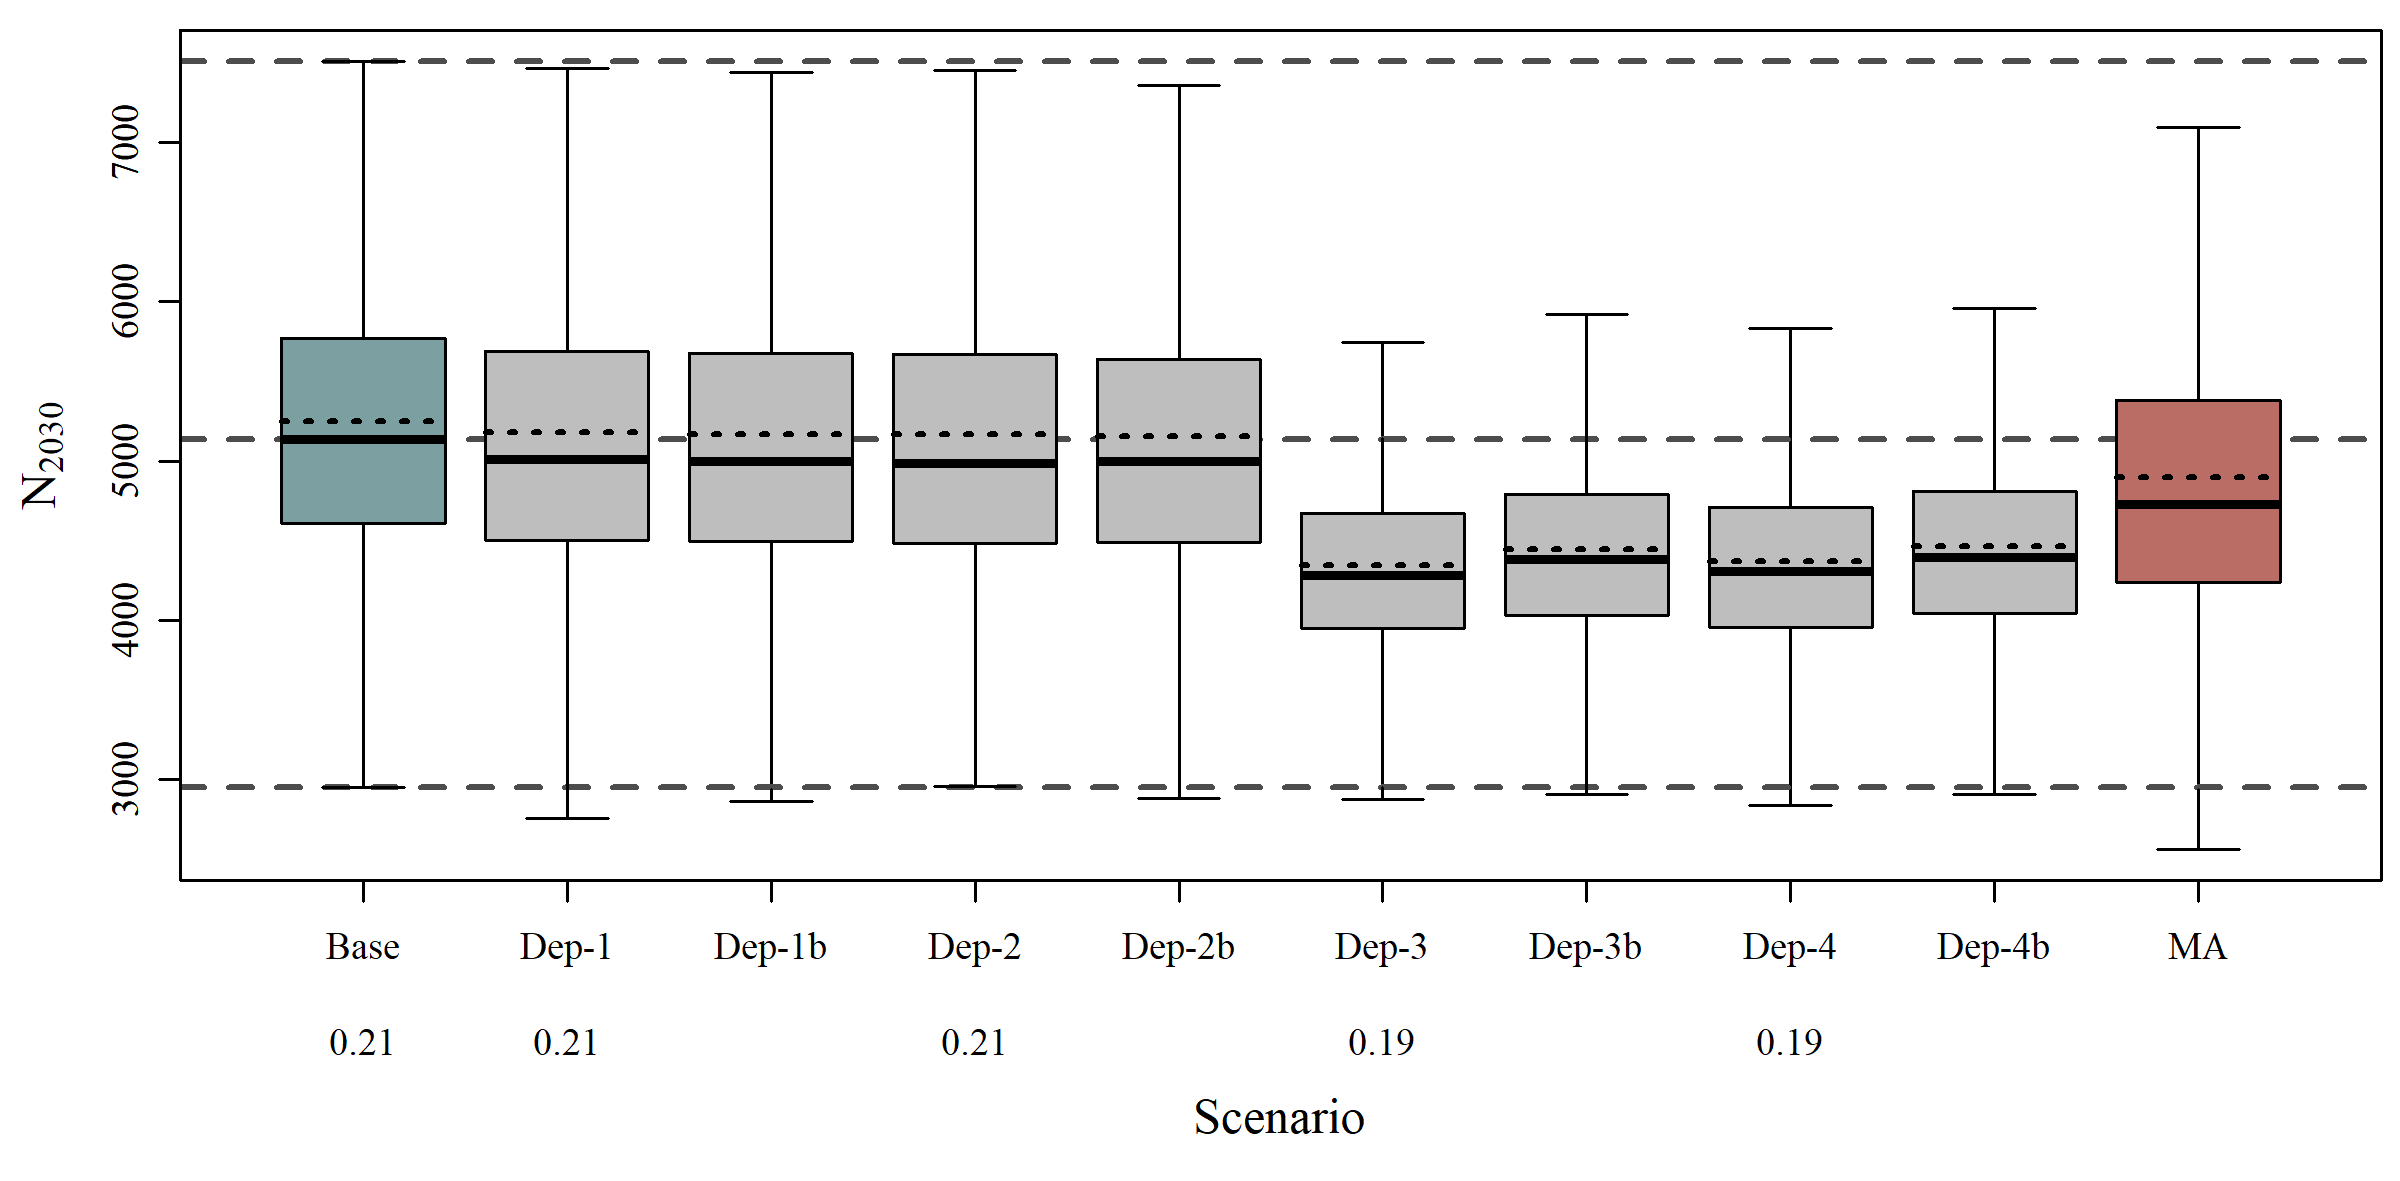 7000
6000
5000
4000
3000
N2030
Base Dep-1 Dep-1b Dep-2 Dep-2b Dep-3 Dep-3b Dep-4 Dep-4b MA
0.21 0.21 0.21 0.19 0.19
Scenario